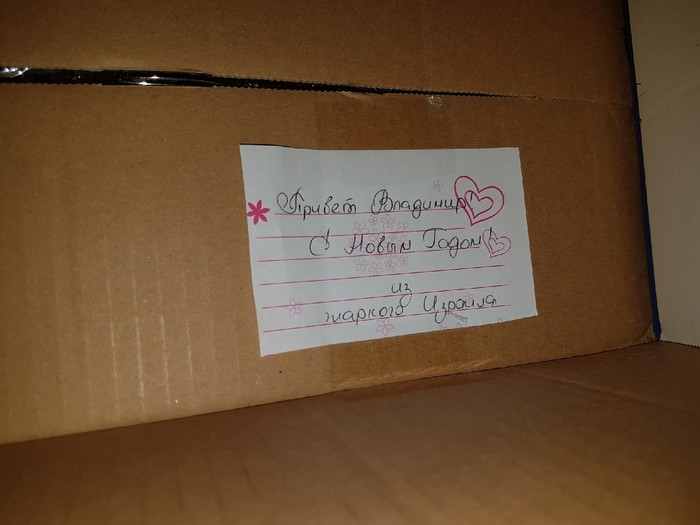 Привет Владимир!
С Новым Годом!
из
жаркого Израиля